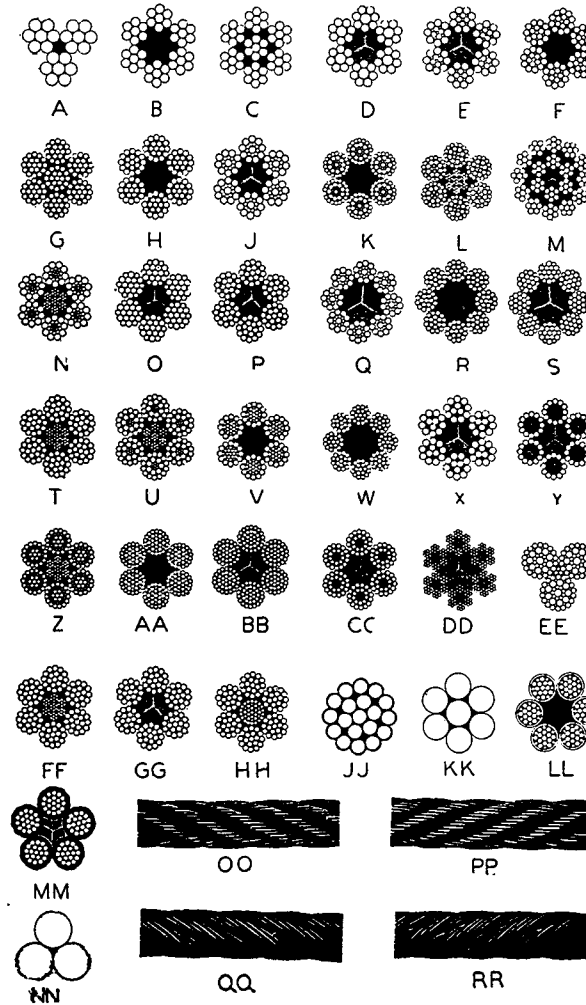 A B C D E F
G H J K L M
N O P Q R S
T U V W X Y
Z AA BB CC DD EE
FF GG HH JJ KK LL
MM OO PP
NN QQ RR